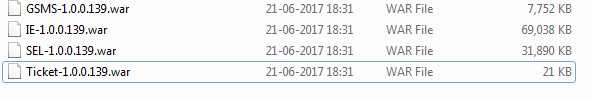 GSMS-1.0.0.139.war 21-06-2017 18:31 WAR File 7,752 KB
IE-1.0.0.139.war 21-06-2017 18:31 WAR File 69,038 KB
SEL-1.0.0.139.war 21-06-2017 18:31 WAR File 31,890 KB
Ticket-1.0.0.139.war 21-06-2017 18:31 WAR File 21 KB